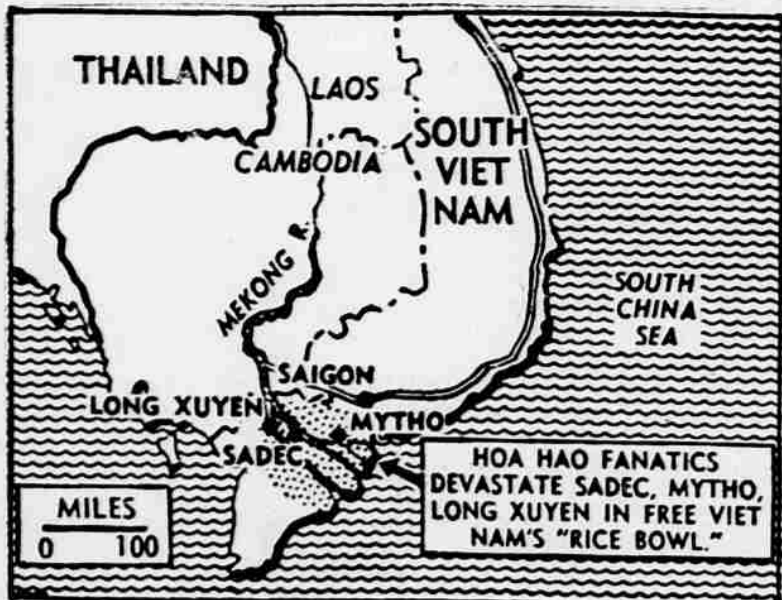 THAILAND
LAOS
CAMBODIA
SOUTH
VIET
NAM
MEKONG R.
SOUTH
CHINA
SEA
SAIGON
LONG XUYEN
MYTHO
SADEC
HOA HAO FANATICS
DEVASTATE SADEC, MYTHO,
LONG XUYEN IN FREE VIET
NAM'S "RICE BOWL."
MILES
0 100